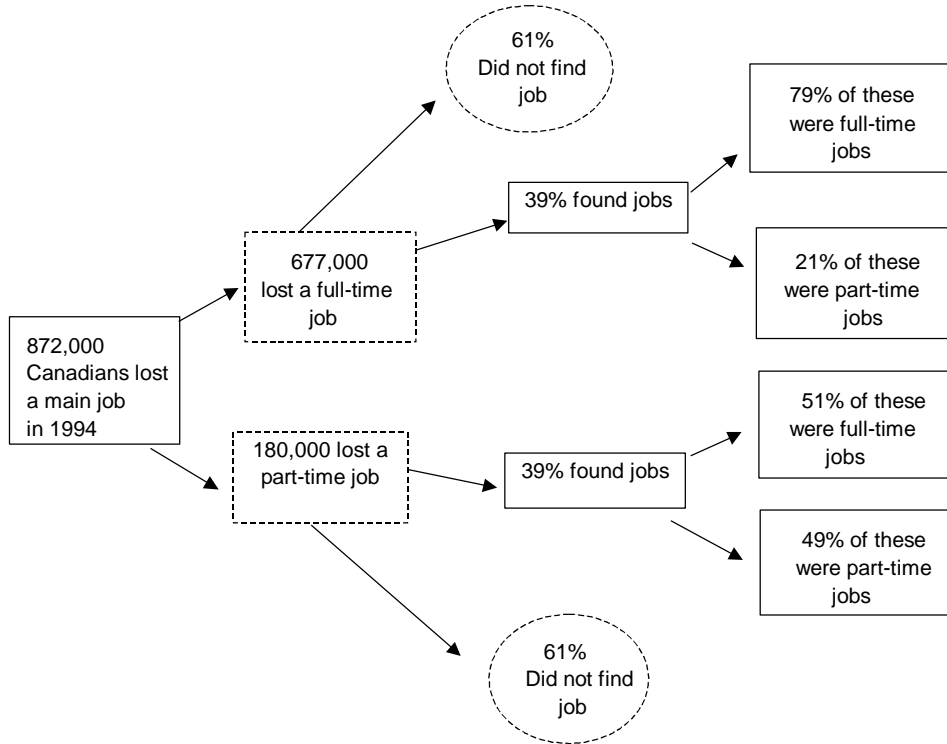 61%
Did not find
job
79% of these
were full-time
jobs
39% found jobs
677,000
lost a full-time
job
21% of these
were part-time
jobs
872,000
Canadians lost
a main job
in 1994
51% of these
were full-time
jobs
180,000 lost a
part-time job
39% found jobs
49% of these
were part-time
jobs
61%
Did not find
job